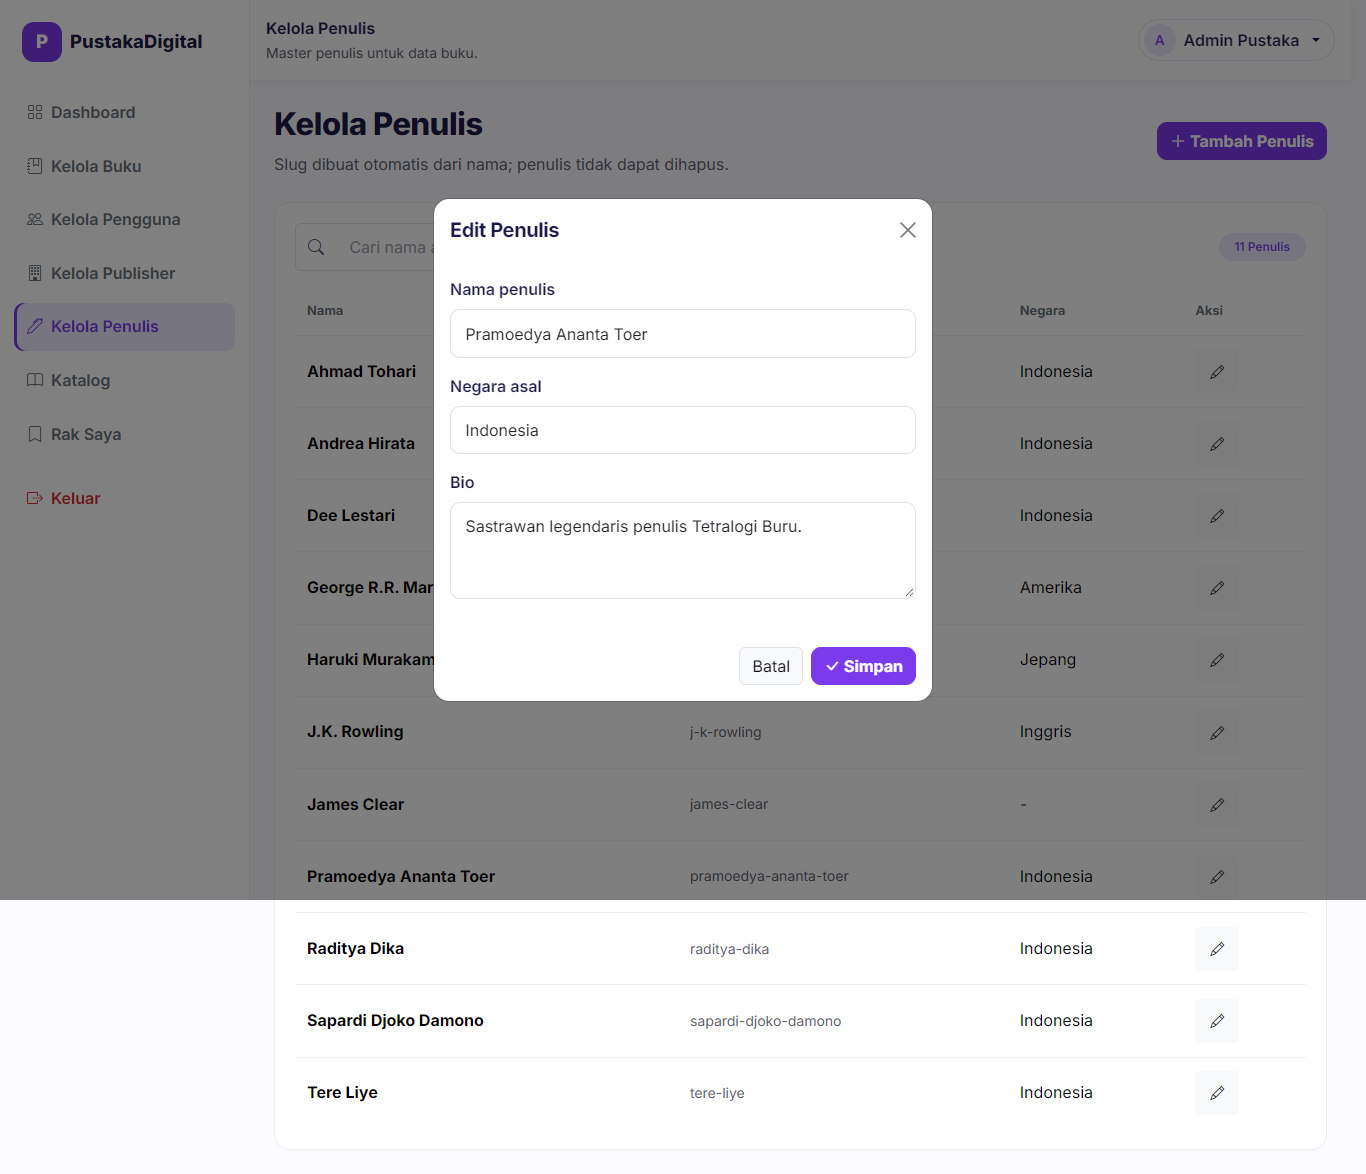 P PustakaDigital
Dashboard
Kelola Buku
Kelola Pengguna
Kelola Publisher
Kelola Penulis
Katalog
Rak Saya
Keluar
Kelola Penulis
Master penulis untuk data buku.
A Admin Pustaka
Kelola Penulis
Slug dibuat otomatis dari nama; penulis tidak dapat dihapus.
+ Tambah Penulis
Cari nama
11 Penulis
Nama Negara Aksi
Ahmad Tohari Indonesia
Andrea Hirata Indonesia
Dee Lestari Indonesia
George R.R. Mar Amerika
Haruki Murakam Jepang
J.K. Rowling j-k-rowling Inggris
James Clear james-clear -
Pramoedya Ananta Toer pramoedya-ananta-toer Indonesia
Raditya Dika raditya-dika Indonesia
Sapardi Djoko Damono sapardi-djoko-damono Indonesia
Tere Liye tere-liye Indonesia
Edit Penulis
Nama penulis
Pramoedya Ananta Toer
Negara asal
Indonesia
Bio
Sastrawan legendaris penulis Tetralogi Buru.
Batal
Simpan